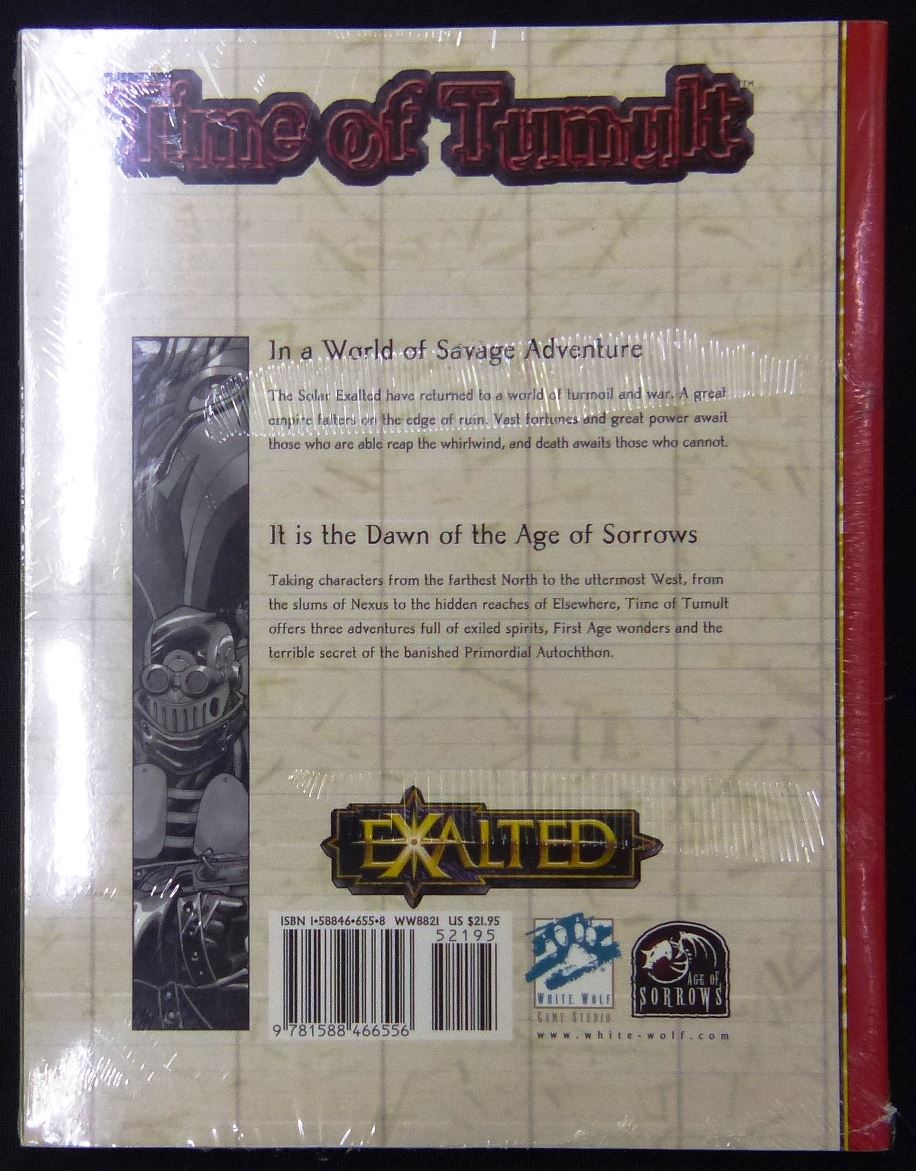 Time of Tumult™
In a World of Savage Adventure
The Solar Exalted have returned to a world of turmoil and war. A great
empire falters on the edge of ruin. Vast fortunes and great power await
those who are able reap the whirlwind, and death awaits those who cannot.
It is the Dawn of the Age of Sorrows
Taking characters from the farthest North to the uttermost West, from
the slums of Nexus to the hidden reaches of Elsewhere, Time of Tumult
offers three adventures full of exiled spirits, First Age wonders and the
terrible secret of the banished Primordial Autochthon.
EXALTED
ISBN 1-58846-655-8 WW8821 US $21.95
52195
9 781588 466556
WHITE WOLF
GAME STUDIO
AGE OF
SORROWS
www.white-wolf.com